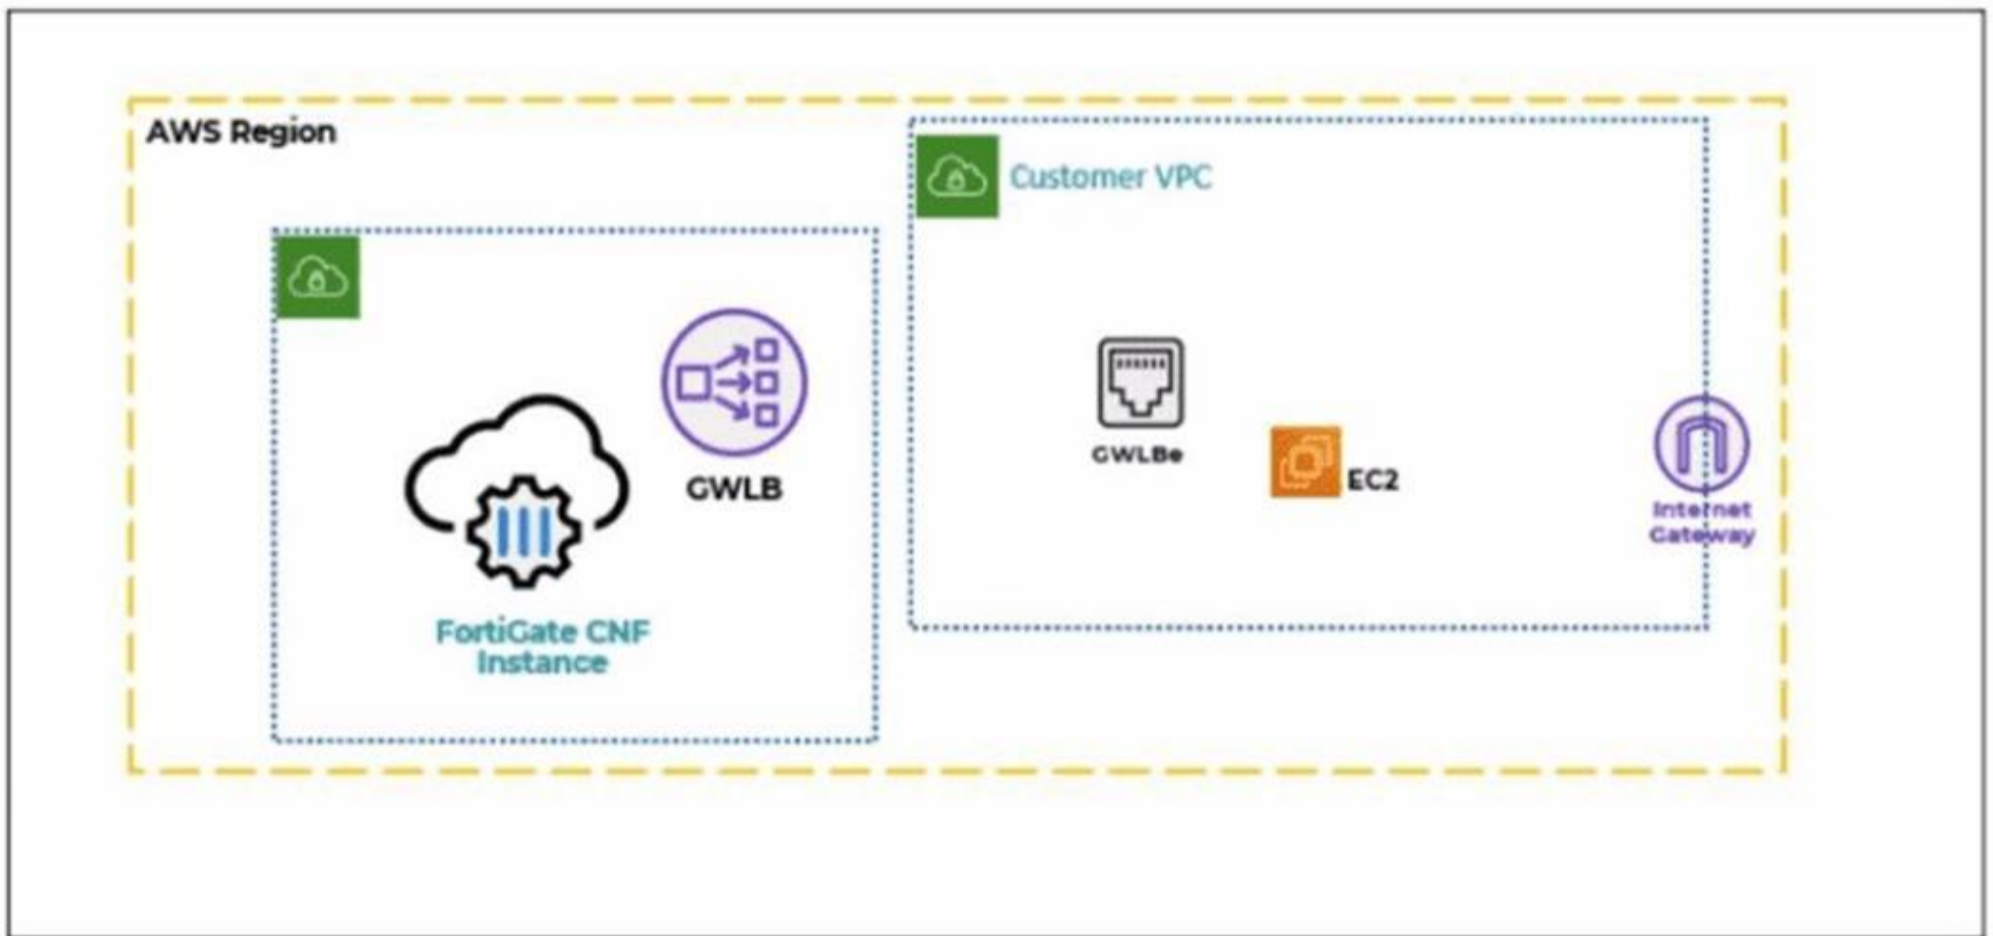 AWS Region
Customer VPC
GWLB
GWLBe
EC2
Internet
Gateway
FortiGate CNF
Instance